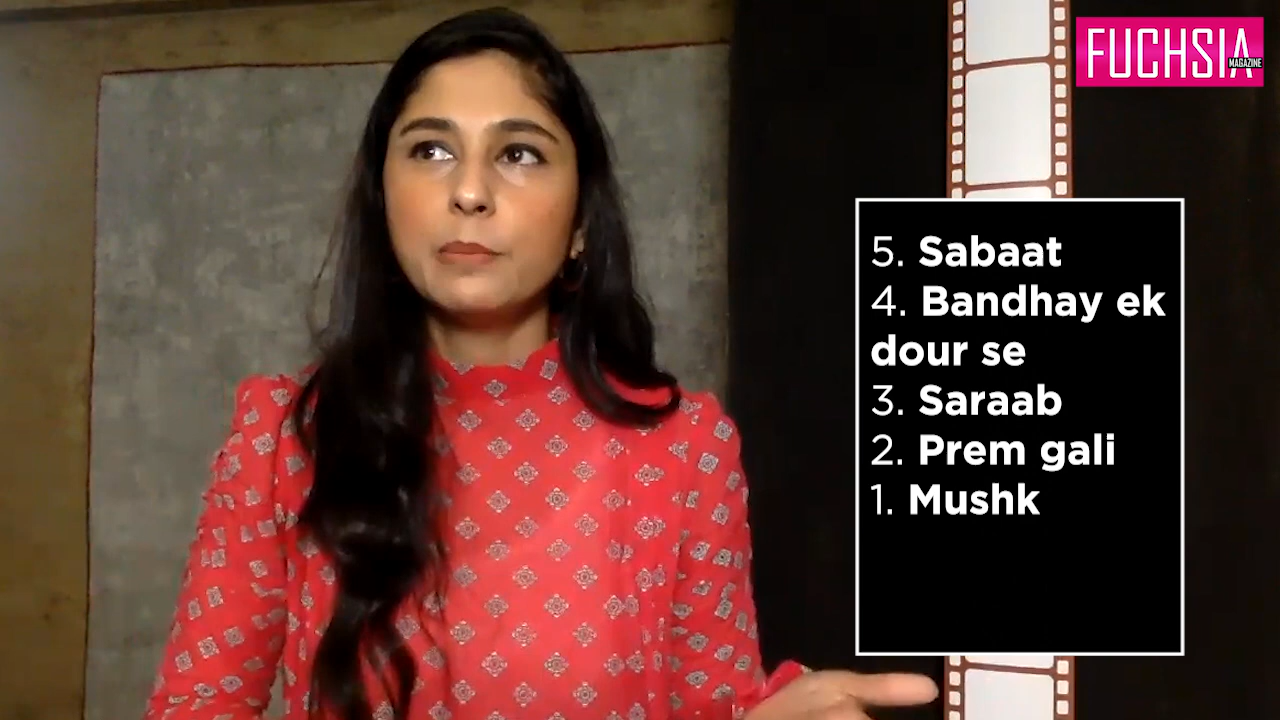 FUCHSIA
MAGAZINE
5. Sabaat
4. Bandhay ek
dour se
3. Saraab
2. Prem gali
1. Mushk